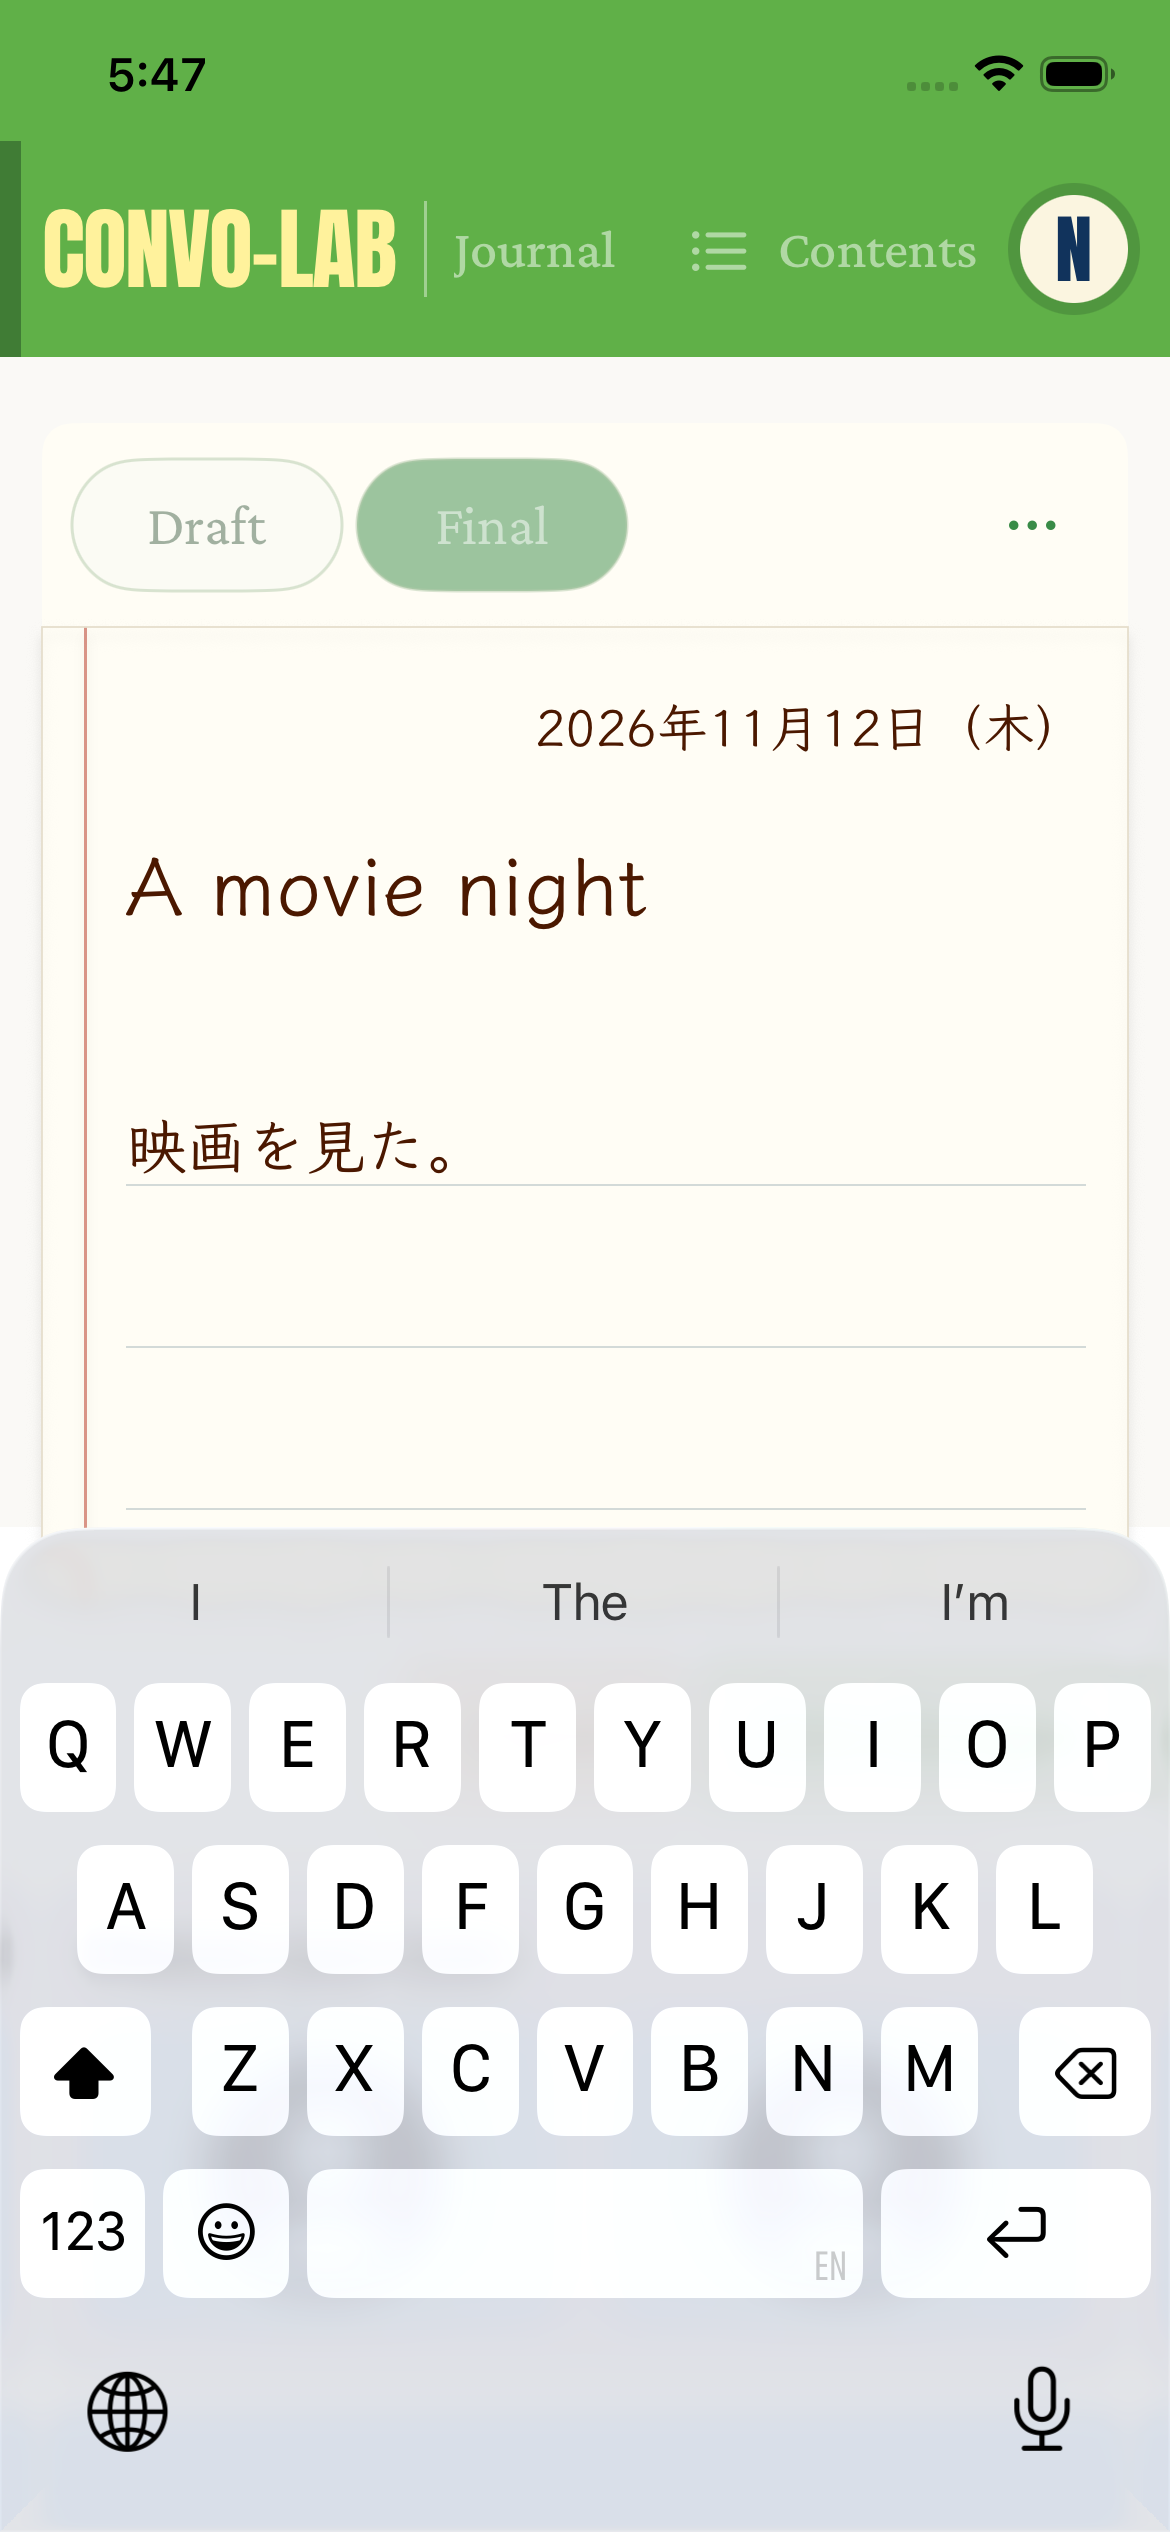 5:47
CONVO-LAB
Journal
Contents
N
Draft
Final
2026年11月12日（木）
A movie night
映画を見た。
I
The
I'm
Q W E R T Y U I O P
A S D F G H J K L
Z X C V B N M
123
EN